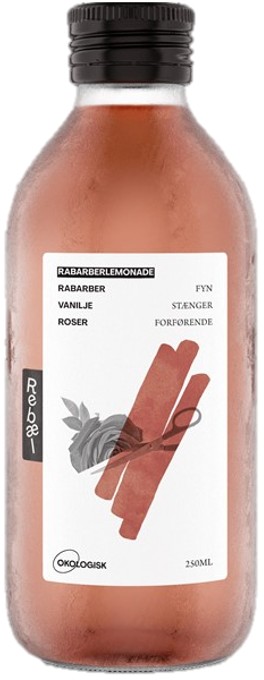 RABARBERLEMONADE
RABARBER FYN
VANILJE STÆNGER
ROSER FORFØRENDE
Rebæl
ØKOLOGISK 250ML